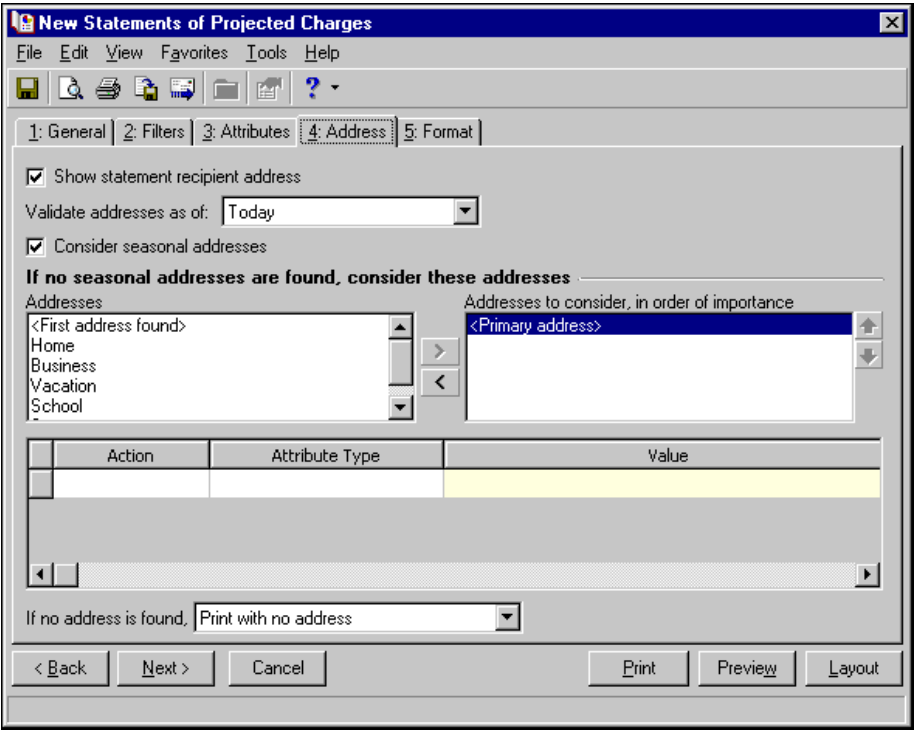 New Statements of Projected Charges
File Edit View Favorites Tools Help
1: General 2: Filters 3: Attributes 4: Address 5: Format
Show statement recipient address
Validate addresses as of: Today
Consider seasonal addresses
If no seasonal addresses are found, consider these addresses
Addresses
Addresses to consider, in order of importance
<First address found>
<Primary address>
Home
Business
Vacation
School
Action Attribute Type Value
If no address is found, Print with no address
< Back Next > Cancel Print Preview Layout